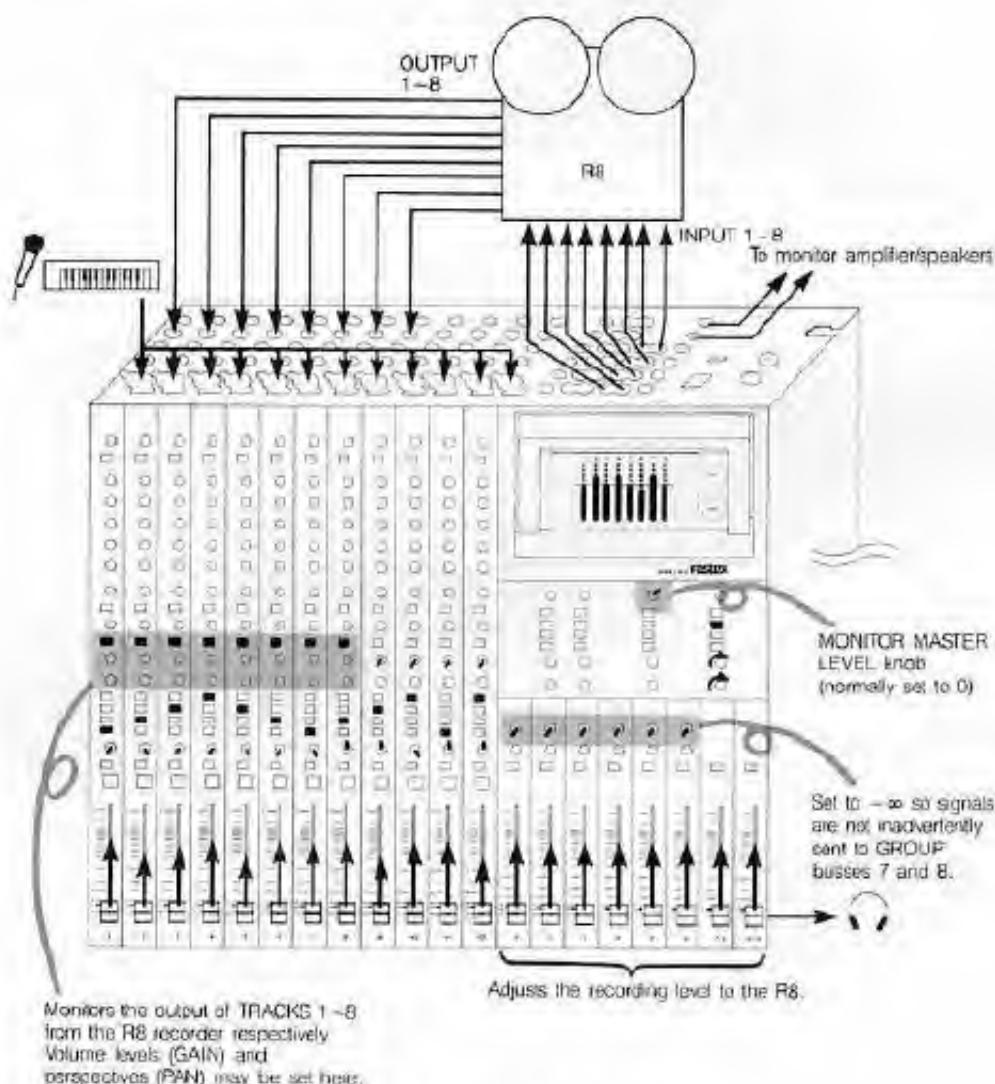 OUTPUT
1~8
R8
INPUT 1~8
To monitor amplifier/speakers
FOSTEX
MONITOR MASTER
LEVEL knob
(normally set to 0)
Set to −∞ so signals
are not inadvertently
sent to GROUP
busses 7 and 8.
Adjusts the recording level to the R8.
Monitors the output of TRACKS 1~8
from the R8 recorder respectively
Volume levels (GAIN) and
perspectives (PAN) may be set here.